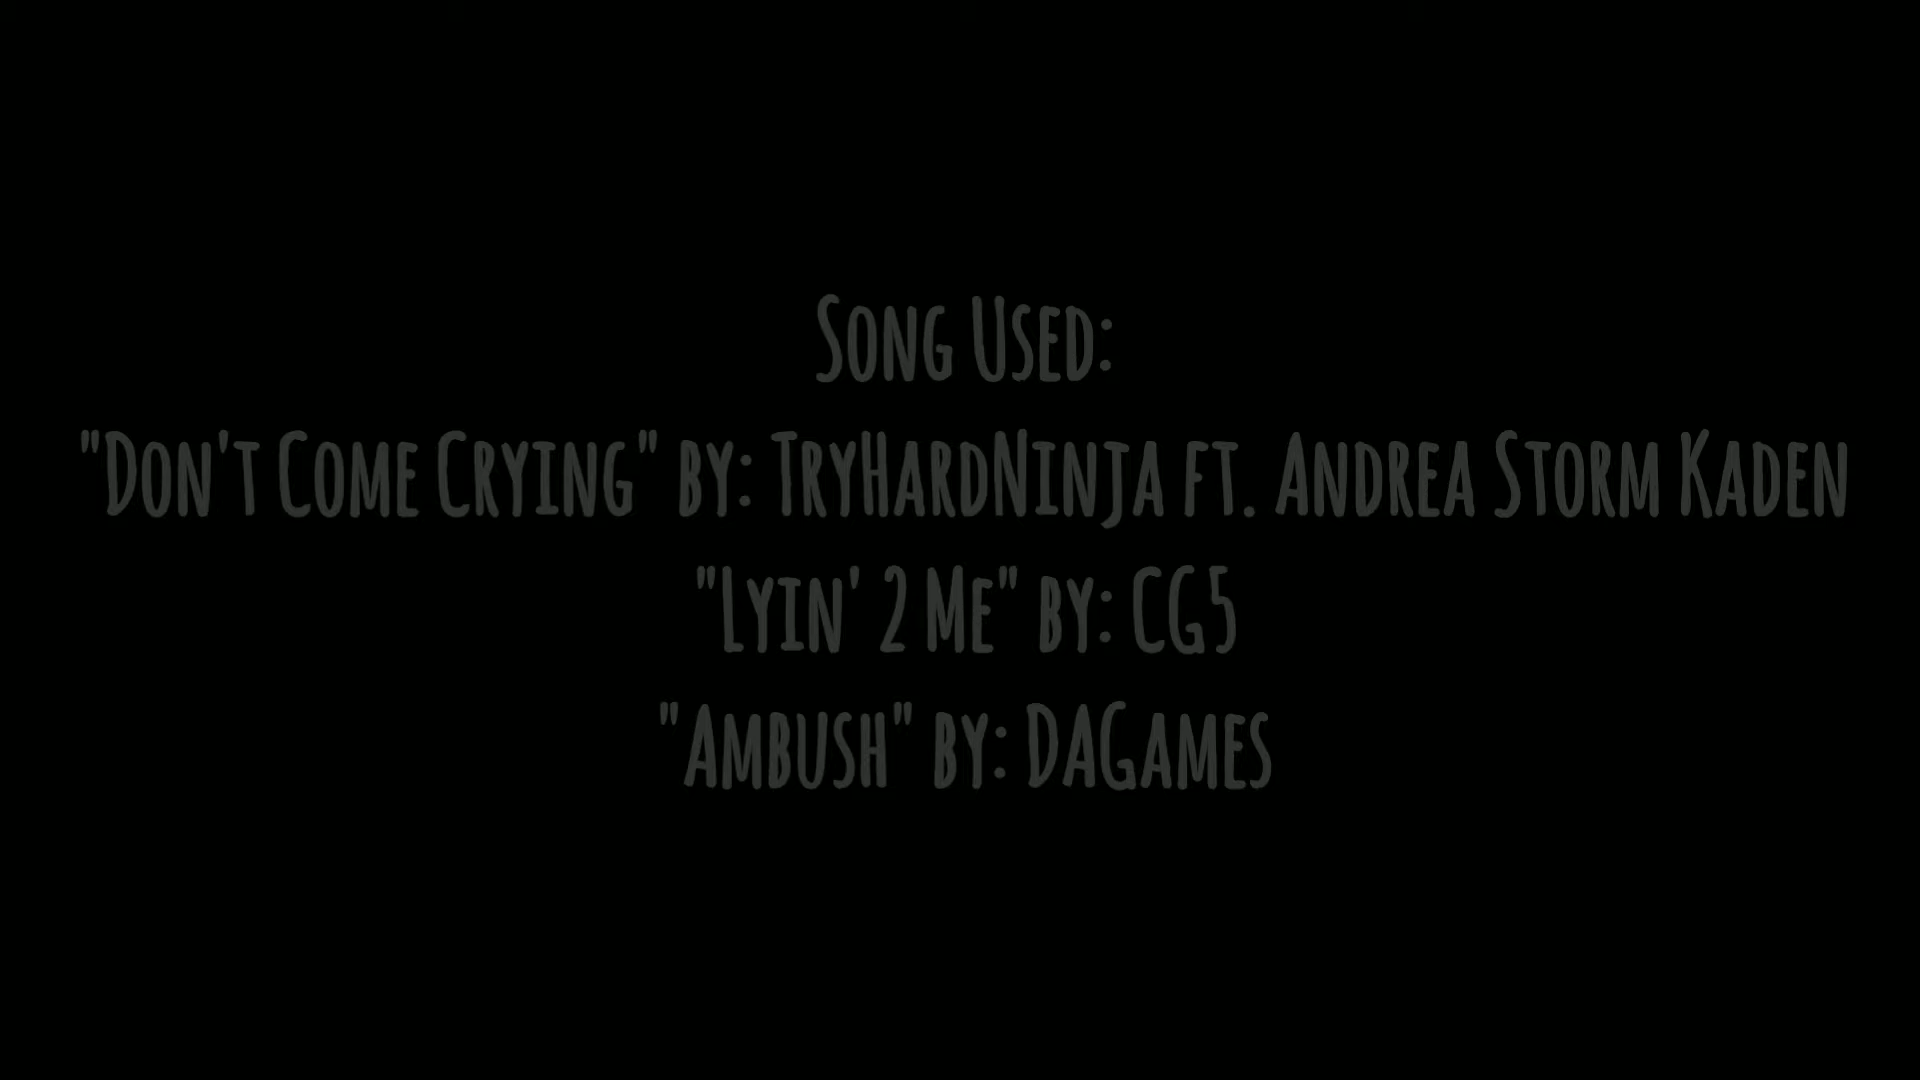 Song Used:
"Don't Come Crying" by: TryHardNinja ft. Andrea Storm Kaden
"Lyin' 2 Me" by: CG5
"Ambush" by: DAGames